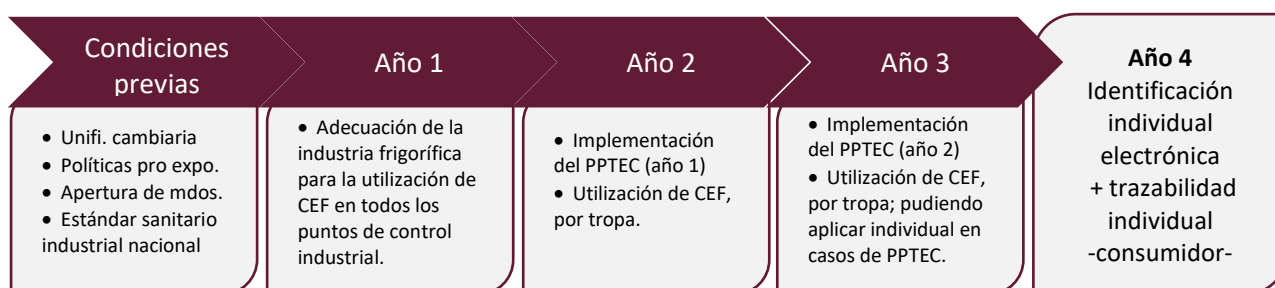 Condiciones
previas
• Unifi. cambiaria
• Políticas pro expo.
• Apertura de mdos.
• Estándar sanitario
industrial nacional
Año 1
• Adecuación de la
industria frigorífica
para la utilización de
CEF en todos los
puntos de control
industrial.
Año 2
• Implementación
del PPTEC (año 1)
• Utilización de CEF,
por tropa.
Año 3
• Implementación
del PPTEC (año 2)
• Utilización de CEF,
por tropa; pudiendo
aplicar individual en
casos de PPTEC.
Año 4
Identificación
individual
electrónica
+ trazabilidad
individual
-consumidor-